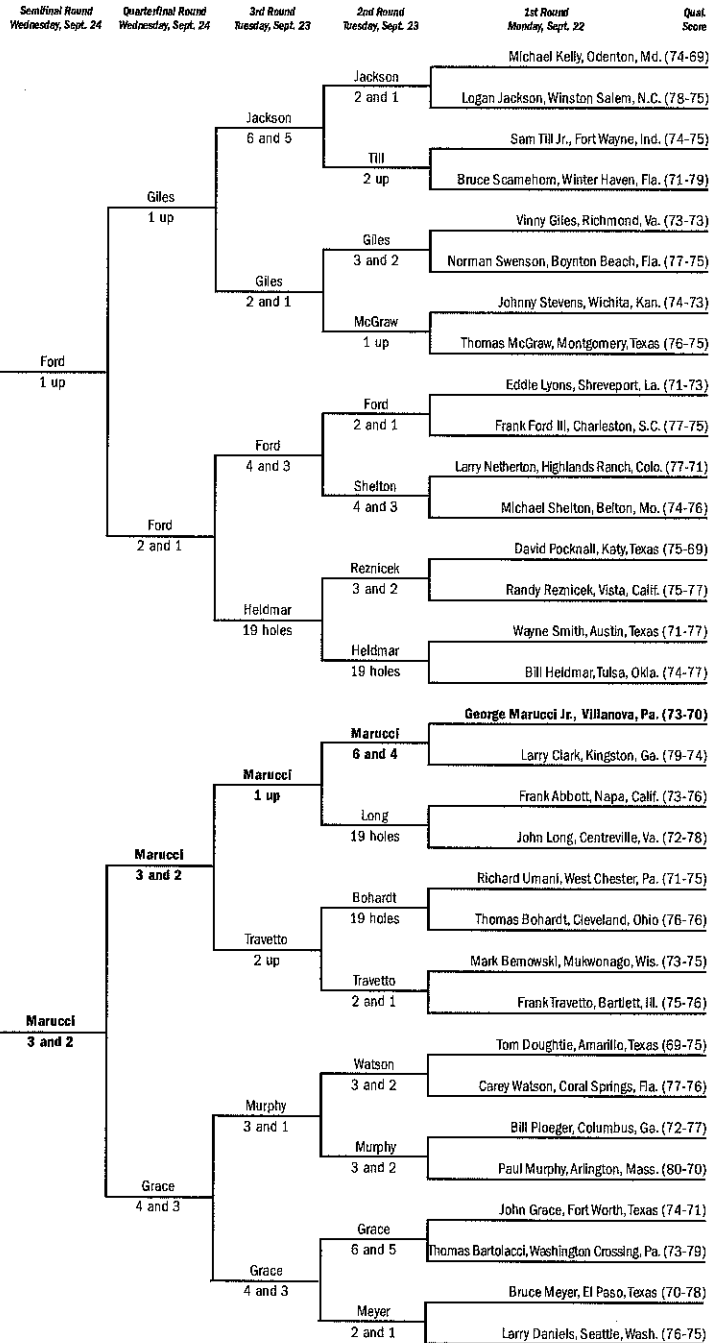 Semifinal Round
Wednesday, Sept. 24
Quarterfinal Round
Wednesday, Sept. 24
3rd Round
Tuesday, Sept. 23
2nd Round
Tuesday, Sept. 23
1st Round
Monday, Sept. 22
Qual.
Score
Michael Kelly, Odenton, Md. (74-69)
Jackson
2 and 1
Logan Jackson, Winston Salem, N.C. (78-75)
Jackson
6 and 5
Sam Till Jr., Fort Wayne, Ind. (74-75)
Till
2 up
Bruce Scamehorn, Winter Haven, Fla. (71-79)
Giles
1 up
Vinny Giles, Richmond, Va. (73-73)
Giles
3 and 2
Norman Swenson, Boynton Beach, Fla. (77-75)
Giles
2 and 1
Johnny Stevens, Wichita, Kan. (74-73)
McGraw
1 up
Thomas McGraw, Montgomery, Texas (76-75)
Ford
1 up
Eddie Lyons, Shreveport, La. (71-73)
Ford
2 and 1
Frank Ford III, Charleston, S.C. (77-75)
Ford
4 and 3
Larry Netherton, Highlands Ranch, Colo. (77-71)
Shelton
4 and 3
Michael Shelton, Belton, Mo. (74-76)
Ford
2 and 1
David Pocknall, Katy, Texas (75-69)
Reznicek
3 and 2
Randy Reznicek, Vista, Calif. (75-77)
Heldmar
19 holes
Wayne Smith, Austin, Texas (71-77)
Heldmar
19 holes
Bill Heldmar, Tulsa, Okla. (74-77)
George Marucci Jr., Villanova, Pa. (73-70)
Marucci
6 and 4
Larry Clark, Kingston, Ga. (79-74)
Marucci
1 up
Frank Abbott, Napa, Calif. (73-76)
Long
19 holes
John Long, Centreville, Va. (72-78)
Marucci
3 and 2
Richard Umani, West Chester, Pa. (71-75)
Bohardt
19 holes
Thomas Bohardt, Cleveland, Ohio (76-76)
Travetto
2 up
Mark Bemowski, Mukwonago, Wis. (73-75)
Travetto
2 and 1
Frank Travetto, Bartlett, Ill. (75-76)
Marucci
3 and 2
Tom Doughtie, Amarillo, Texas (69-75)
Watson
3 and 2
Carey Watson, Coral Springs, Fla. (77-76)
Murphy
3 and 1
Bill Ploeger, Columbus, Ga. (72-77)
Murphy
3 and 2
Paul Murphy, Arlington, Mass. (80-70)
Grace
4 and 3
John Grace, Fort Worth, Texas (74-71)
Grace
6 and 5
Thomas Bartolacci, Washington Crossing, Pa. (73-79)
Grace
4 and 3
Bruce Meyer, El Paso, Texas (70-78)
Meyer
2 and 1
Larry Daniels, Seattle, Wash. (76-75)